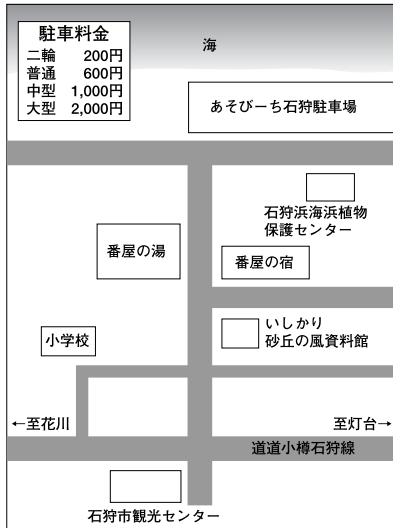 駐車料金
二輪 200円
普通 600円
中型 1,000円
大型 2,000円
海
あそびーち石狩駐車場
石狩浜海浜植物
保護センター
番屋の湯
番屋の宿
いしかり
砂丘の風資料館
小学校
←至花川
至灯台→
道道小樽石狩線
石狩市観光センター